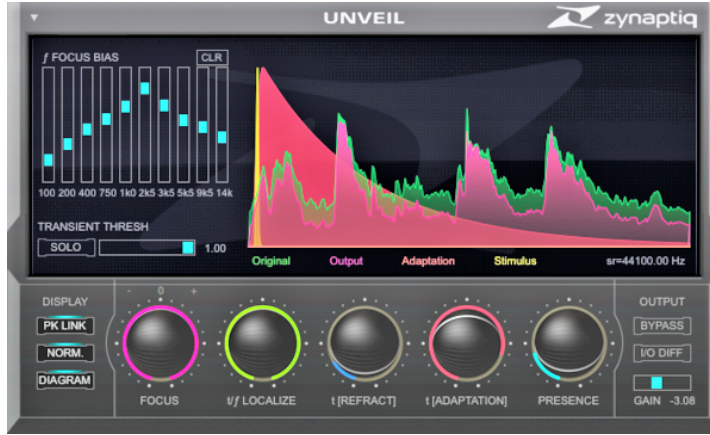 UNVEIL
zynaptiq
ƒ FOCUS BIAS
CLR
100 200 400 750 1k0 2k5 3k5 5k5 9k5 14k
TRANSIENT THRESH
SOLO
1.00
Original Output Adaptation Stimulus sr=44100.00 Hz
DISPLAY
PK LINK
NORM.
DIAGRAM
- 0 +
FOCUS
t/ƒ LOCALIZE
t [REFRACT]
t [ADAPTATION]
PRESENCE
OUTPUT
BYPASS
I/O DIFF
GAIN -3.08